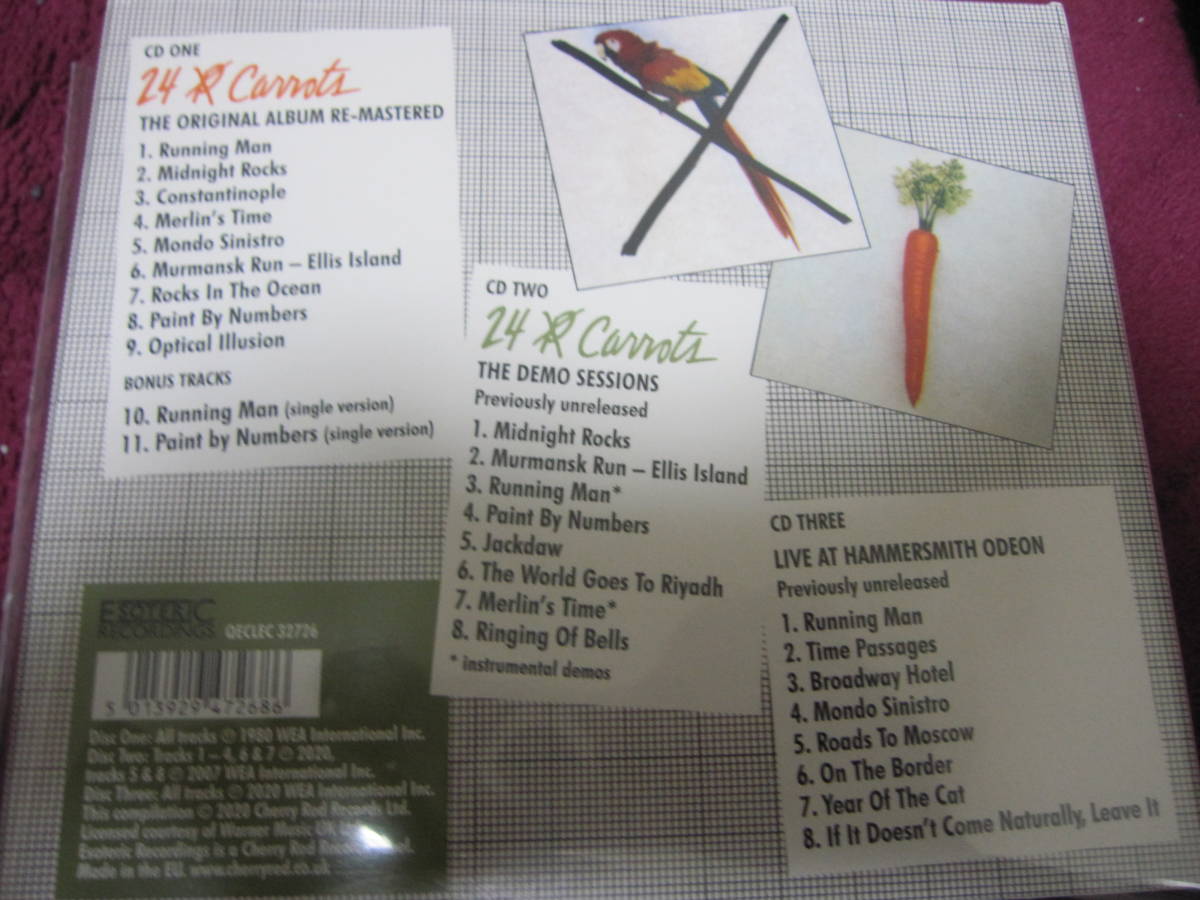 CD ONE
24 Carrots
THE ORIGINAL ALBUM RE-MASTERED
1. Running Man
2. Midnight Rocks
3. Constantinople
4. Merlin's Time
5. Mondo Sinistro
6. Murmansk Run – Ellis Island
7. Rocks In The Ocean
8. Paint By Numbers
9. Optical Illusion
BONUS TRACKS
10. Running Man (single version)
11. Paint by Numbers (single version)
CD TWO
24 Carrots
THE DEMO SESSIONS
Previously unreleased
1. Midnight Rocks
2. Murmansk Run – Ellis Island
3. Running Man*
4. Paint By Numbers
5. Jackdaw
6. The World Goes To Riyadh
7. Merlin's Time*
8. Ringing Of Bells
* instrumental demos
CD THREE
LIVE AT HAMMERSMITH ODEON
Previously unreleased
1. Running Man
2. Time Passages
3. Broadway Hotel
4. Mondo Sinistro
5. Roads To Moscow
6. On The Border
7. Year Of The Cat
8. If It Doesn't Come Naturally, Leave It
ESOTERIC
RECORDINGS QECLEC 32726
5 013929 472686
Disc One: All tracks ℗ 1980 WEA International Inc.
Disc Two: Tracks 1 – 4, 6 & 7 ℗ 2020,
tracks 5 & 8 ℗ 2007 WEA International Inc.
Disc Three: All tracks ℗ 2020 WEA International Inc.
This compilation ℗ 2020 Cherry Red Records Ltd.
Licensed courtesy of Warner Music UK
Esoteric Recordings is a Cherry Red
Made in the EU. www.cherryred.co.uk